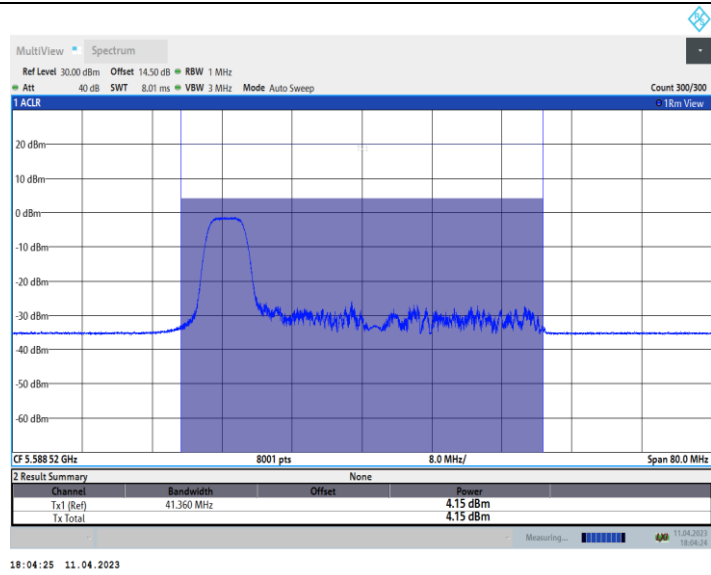 MultiView Spectrum
Ref Level 30.00 dBm Offset 14.50 dB RBW 1 MHz
Att 40 dB SWT 8.01 ms VBW 3 MHz Mode Auto Sweep Count 300/300
1 ACLR 1Rm View
20 dBm
10 dBm
0 dBm
-10 dBm
-20 dBm
-30 dBm
-40 dBm
-50 dBm
-60 dBm
CF 5.588 52 GHz 8001 pts 8.0 MHz/ Span 80.0 MHz
2 Result Summary None
Channel Bandwidth Offset Power
Tx1 (Ref) 41.360 MHz 4.15 dBm
Tx Total 4.15 dBm
Measuring... 11.04.2023
18:04:24
18:04:25 11.04.2023